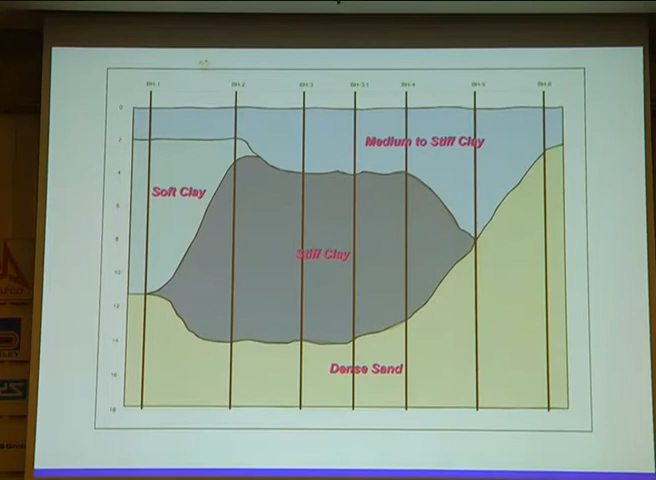 BH-1 BH-2 BH-3 BH-3.1 BH-4 BH-5 BH-6
0
2
4
6
8
10
12
14
16
18
Medium to Stiff Clay
Soft Clay
Stiff Clay
Dense Sand